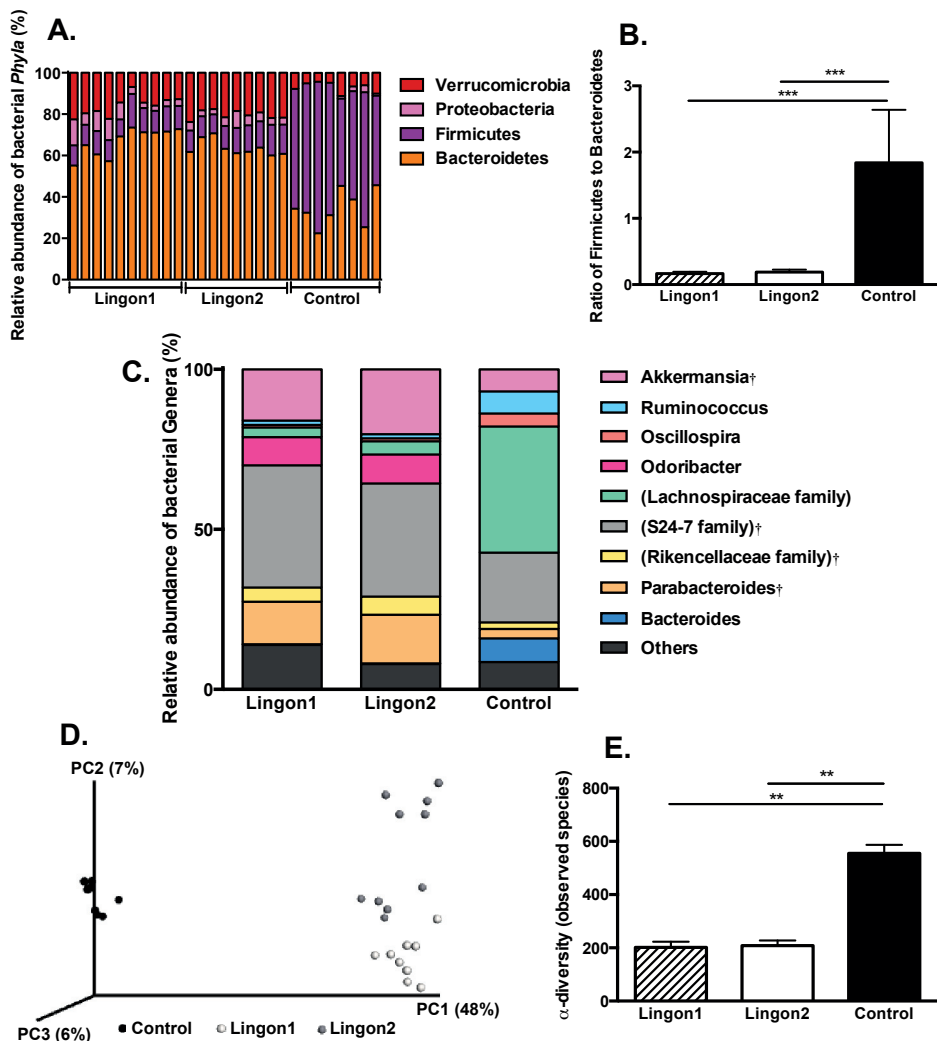 A.
Relative abundance of bacterial Phyla (%)
100
80
60
40
20
0
Lingon1
Lingon2
Control
Verrucomicrobia
Proteobacteria
Firmicutes
Bacteroidetes
B.
Ratio of Firmicutes to Bacteroidetes
3
2
1
0
***
***
Lingon1
Lingon2
Control
C.
Relative abundance of bacterial Genera (%)
100
50
0
Lingon1
Lingon2
Control
Akkermansia†
Ruminococcus
Oscillospira
Odoribacter
(Lachnospiraceae family)
(S24-7 family)†
(Rikencellaceae family)†
Parabacteroides†
Bacteroides
Others
D.
PC2 (7%)
PC1 (48%)
PC3 (6%)
Control
Lingon1
Lingon2
E.
α-diversity (observed species)
800
600
400
200
0
**
**
Lingon1
Lingon2
Control